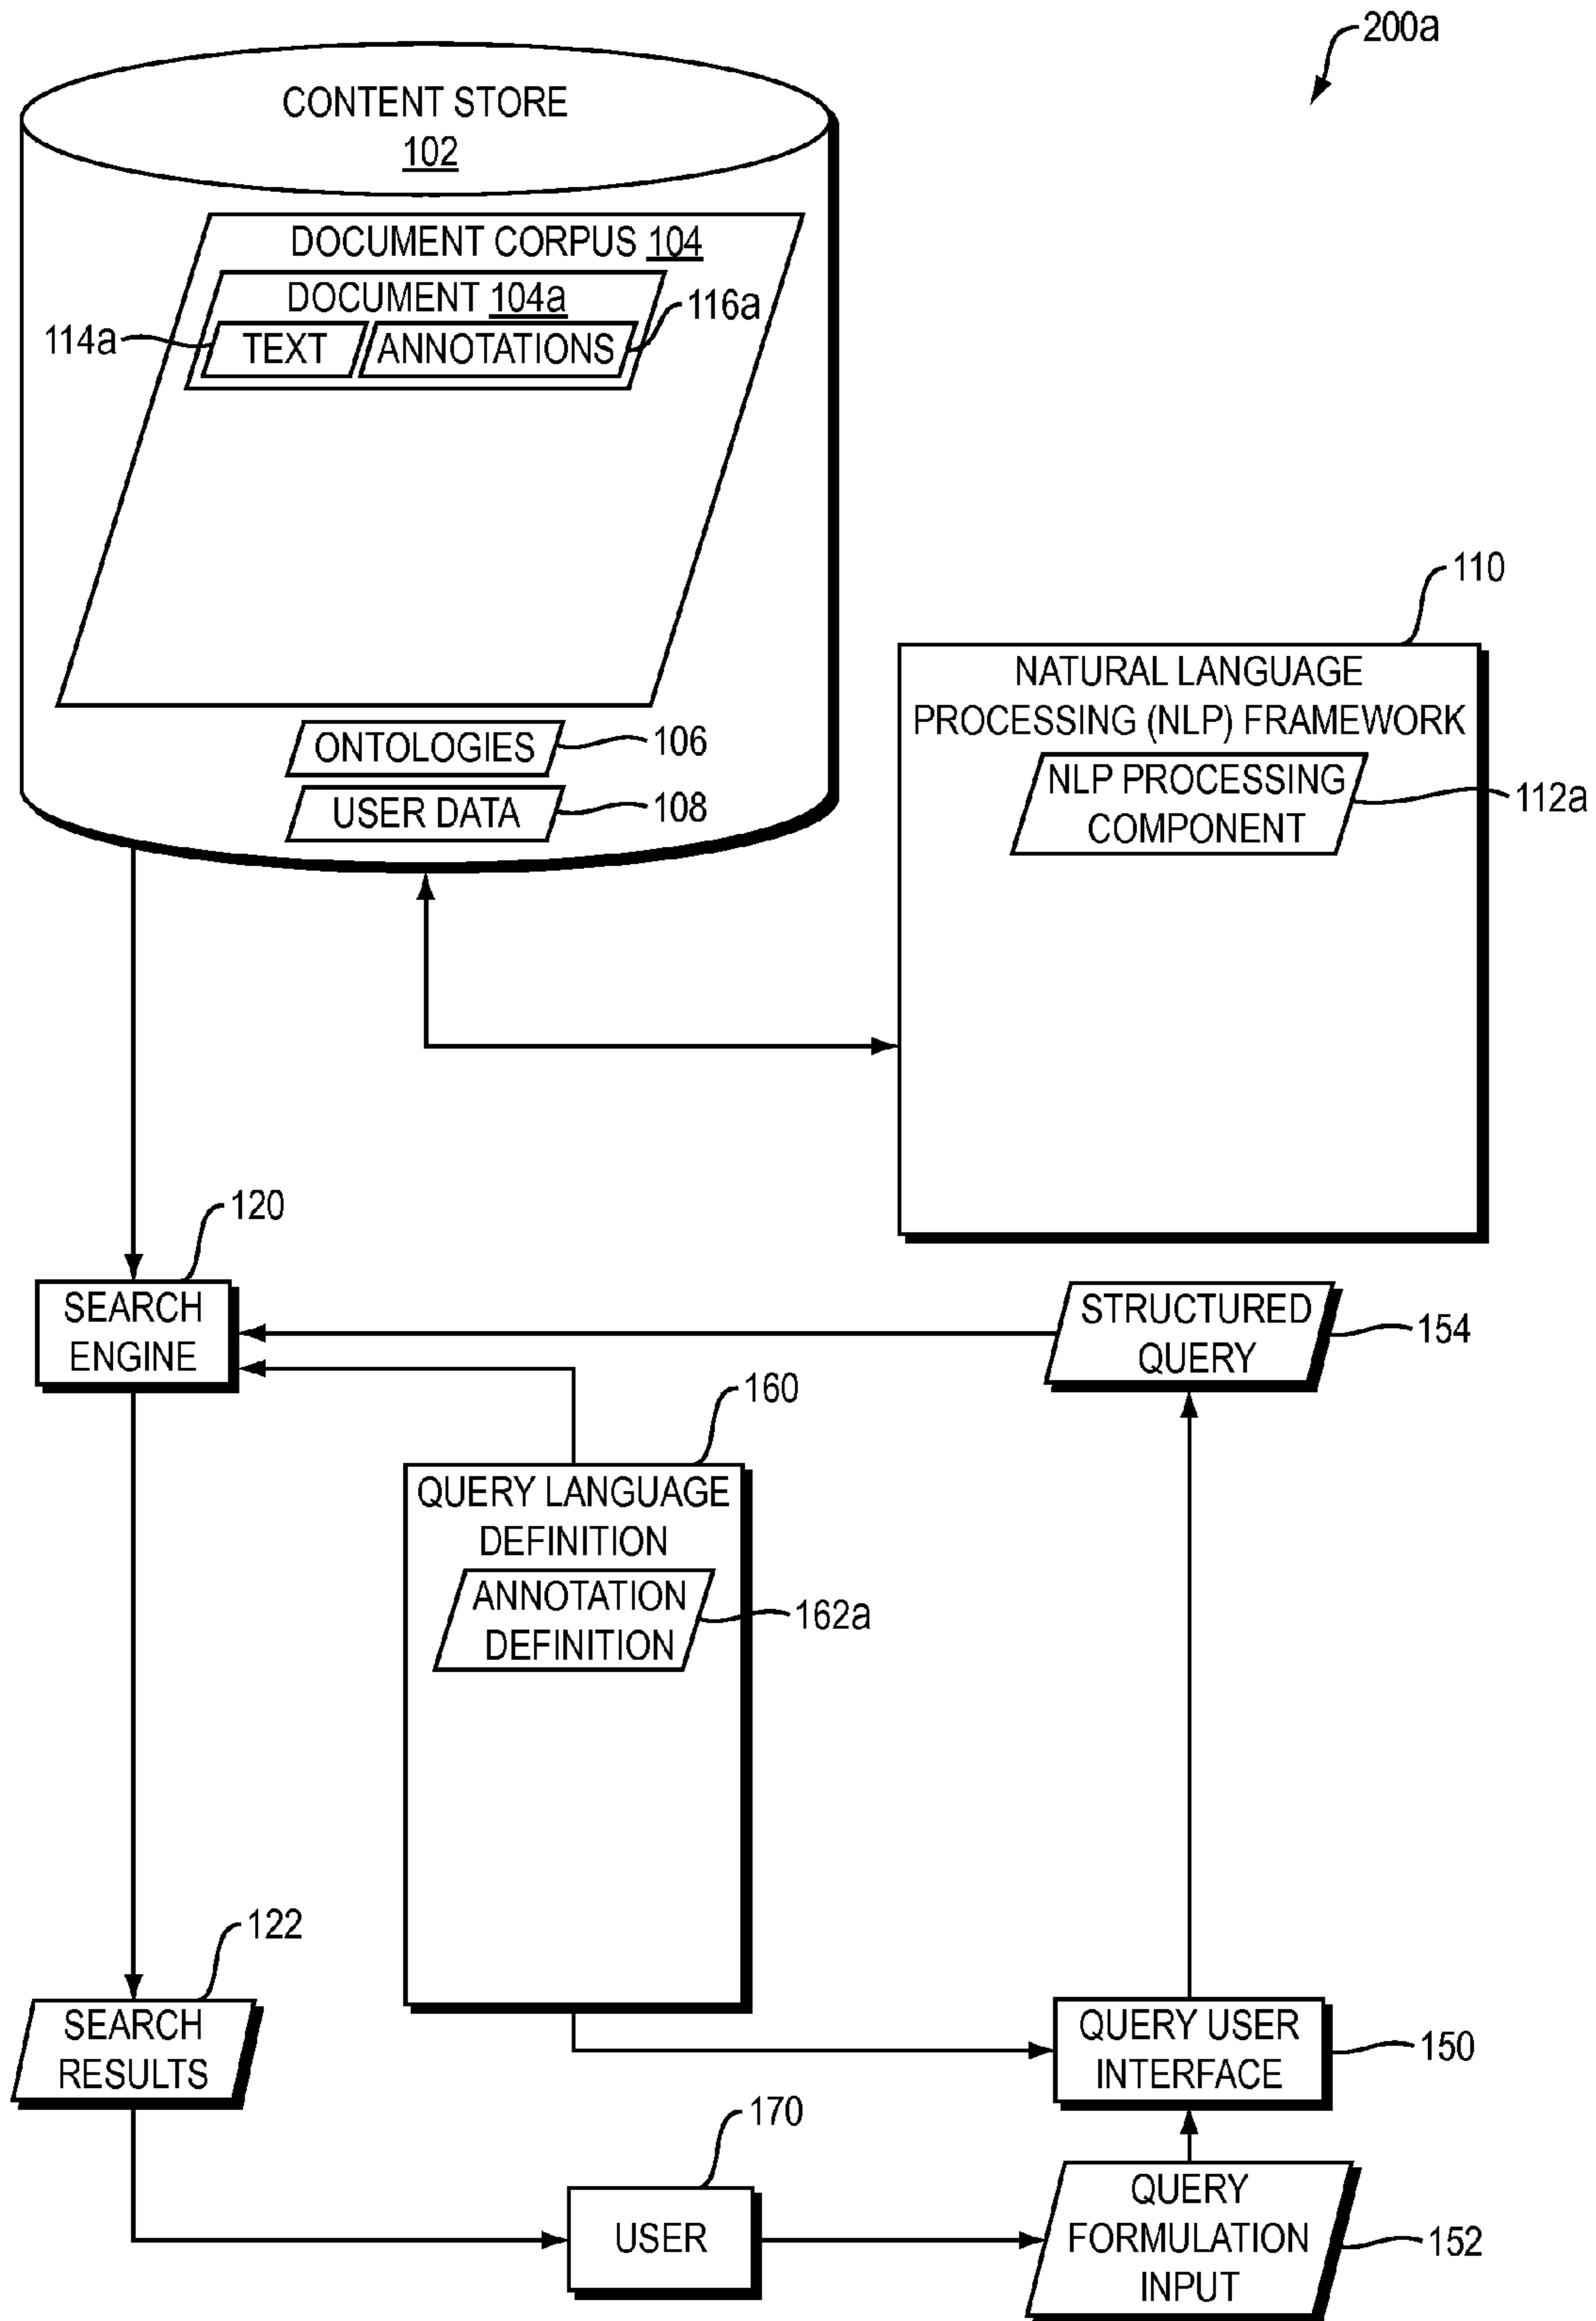 200a
CONTENT STORE
102
DOCUMENT CORPUS 104
DOCUMENT 104a
116a
114a
TEXT
ANNOTATIONS
110
NATURAL LANGUAGE
PROCESSING (NLP) FRAMEWORK
ONTOLOGIES
106
NLP PROCESSING
COMPONENT
112a
USER DATA
108
120
SEARCH
ENGINE
STRUCTURED
QUERY
154
160
QUERY LANGUAGE
DEFINITION
ANNOTATION
DEFINITION
162a
122
SEARCH
RESULTS
QUERY USER
INTERFACE
150
170
USER
QUERY
FORMULATION
INPUT
152